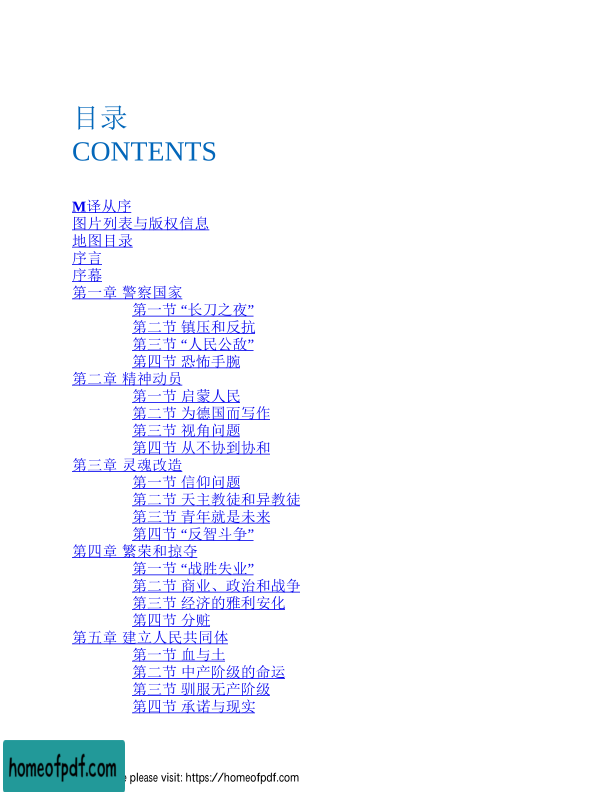 目录
CONTENTS
M译丛序
图片列表与版权信息
地图目录
序言
序幕
第一章 警察国家
第一节 “长刀之夜”
第二节 镇压和反抗
第三节 “人民公敌”
第四节 恐怖手腕
第二章 精神动员
第一节 启蒙人民
第二节 为德国而写作
第三节 视角问题
第四节 从不协到协和
第三章 灵魂改造
第一节 信仰问题
第二节 天主教徒和异教徒
第三节 青年就是未来
第四节 “反智斗争”
第四章 繁荣和掠夺
第一节 “战胜失业”
第二节 商业、政治和战争
第三节 经济的雅利安化
第四节 分赃
第五章 建立人民共同体
第一节 血与土
第二节 中产阶级的命运
第三节 驯服无产阶级
第四节 承诺与现实
homeofpdf.com
e please visit: https://homeofpdf.com